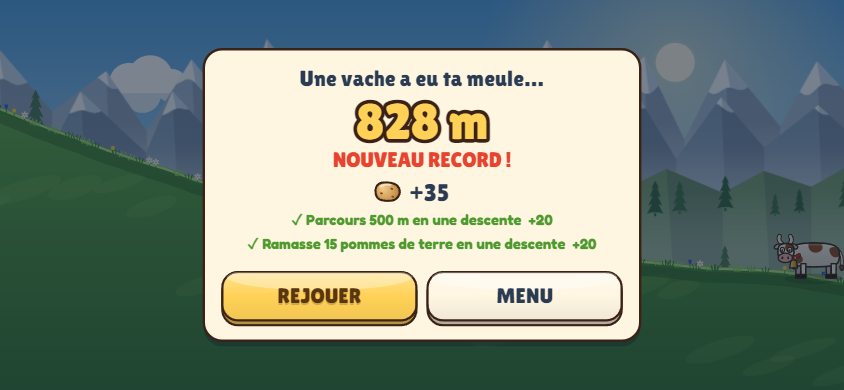 Une vache a eu ta meule...
828 m
NOUVEAU RECORD !
+35
✓ Parcours 500 m en une descente +20
✓ Ramasse 15 pommes de terre en une descente +20
REJOUER
MENU